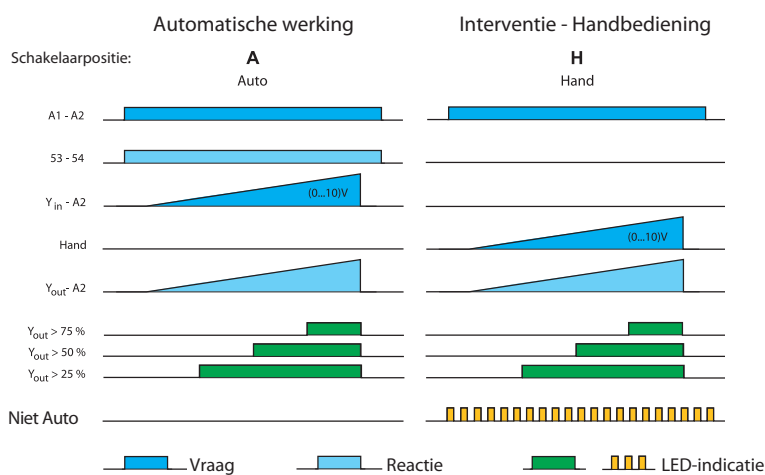 Automatische werking Interventie - Handbediening
Schakelaarpositie: A H
Auto Hand
A1 - A2
53 - 54
Y in - A2 (0...10)V
Hand (0...10)V
Yout- A2
Yout > 75 %
Yout > 50 %
Yout > 25 %
Niet Auto
Vraag Reactie LED-indicatie